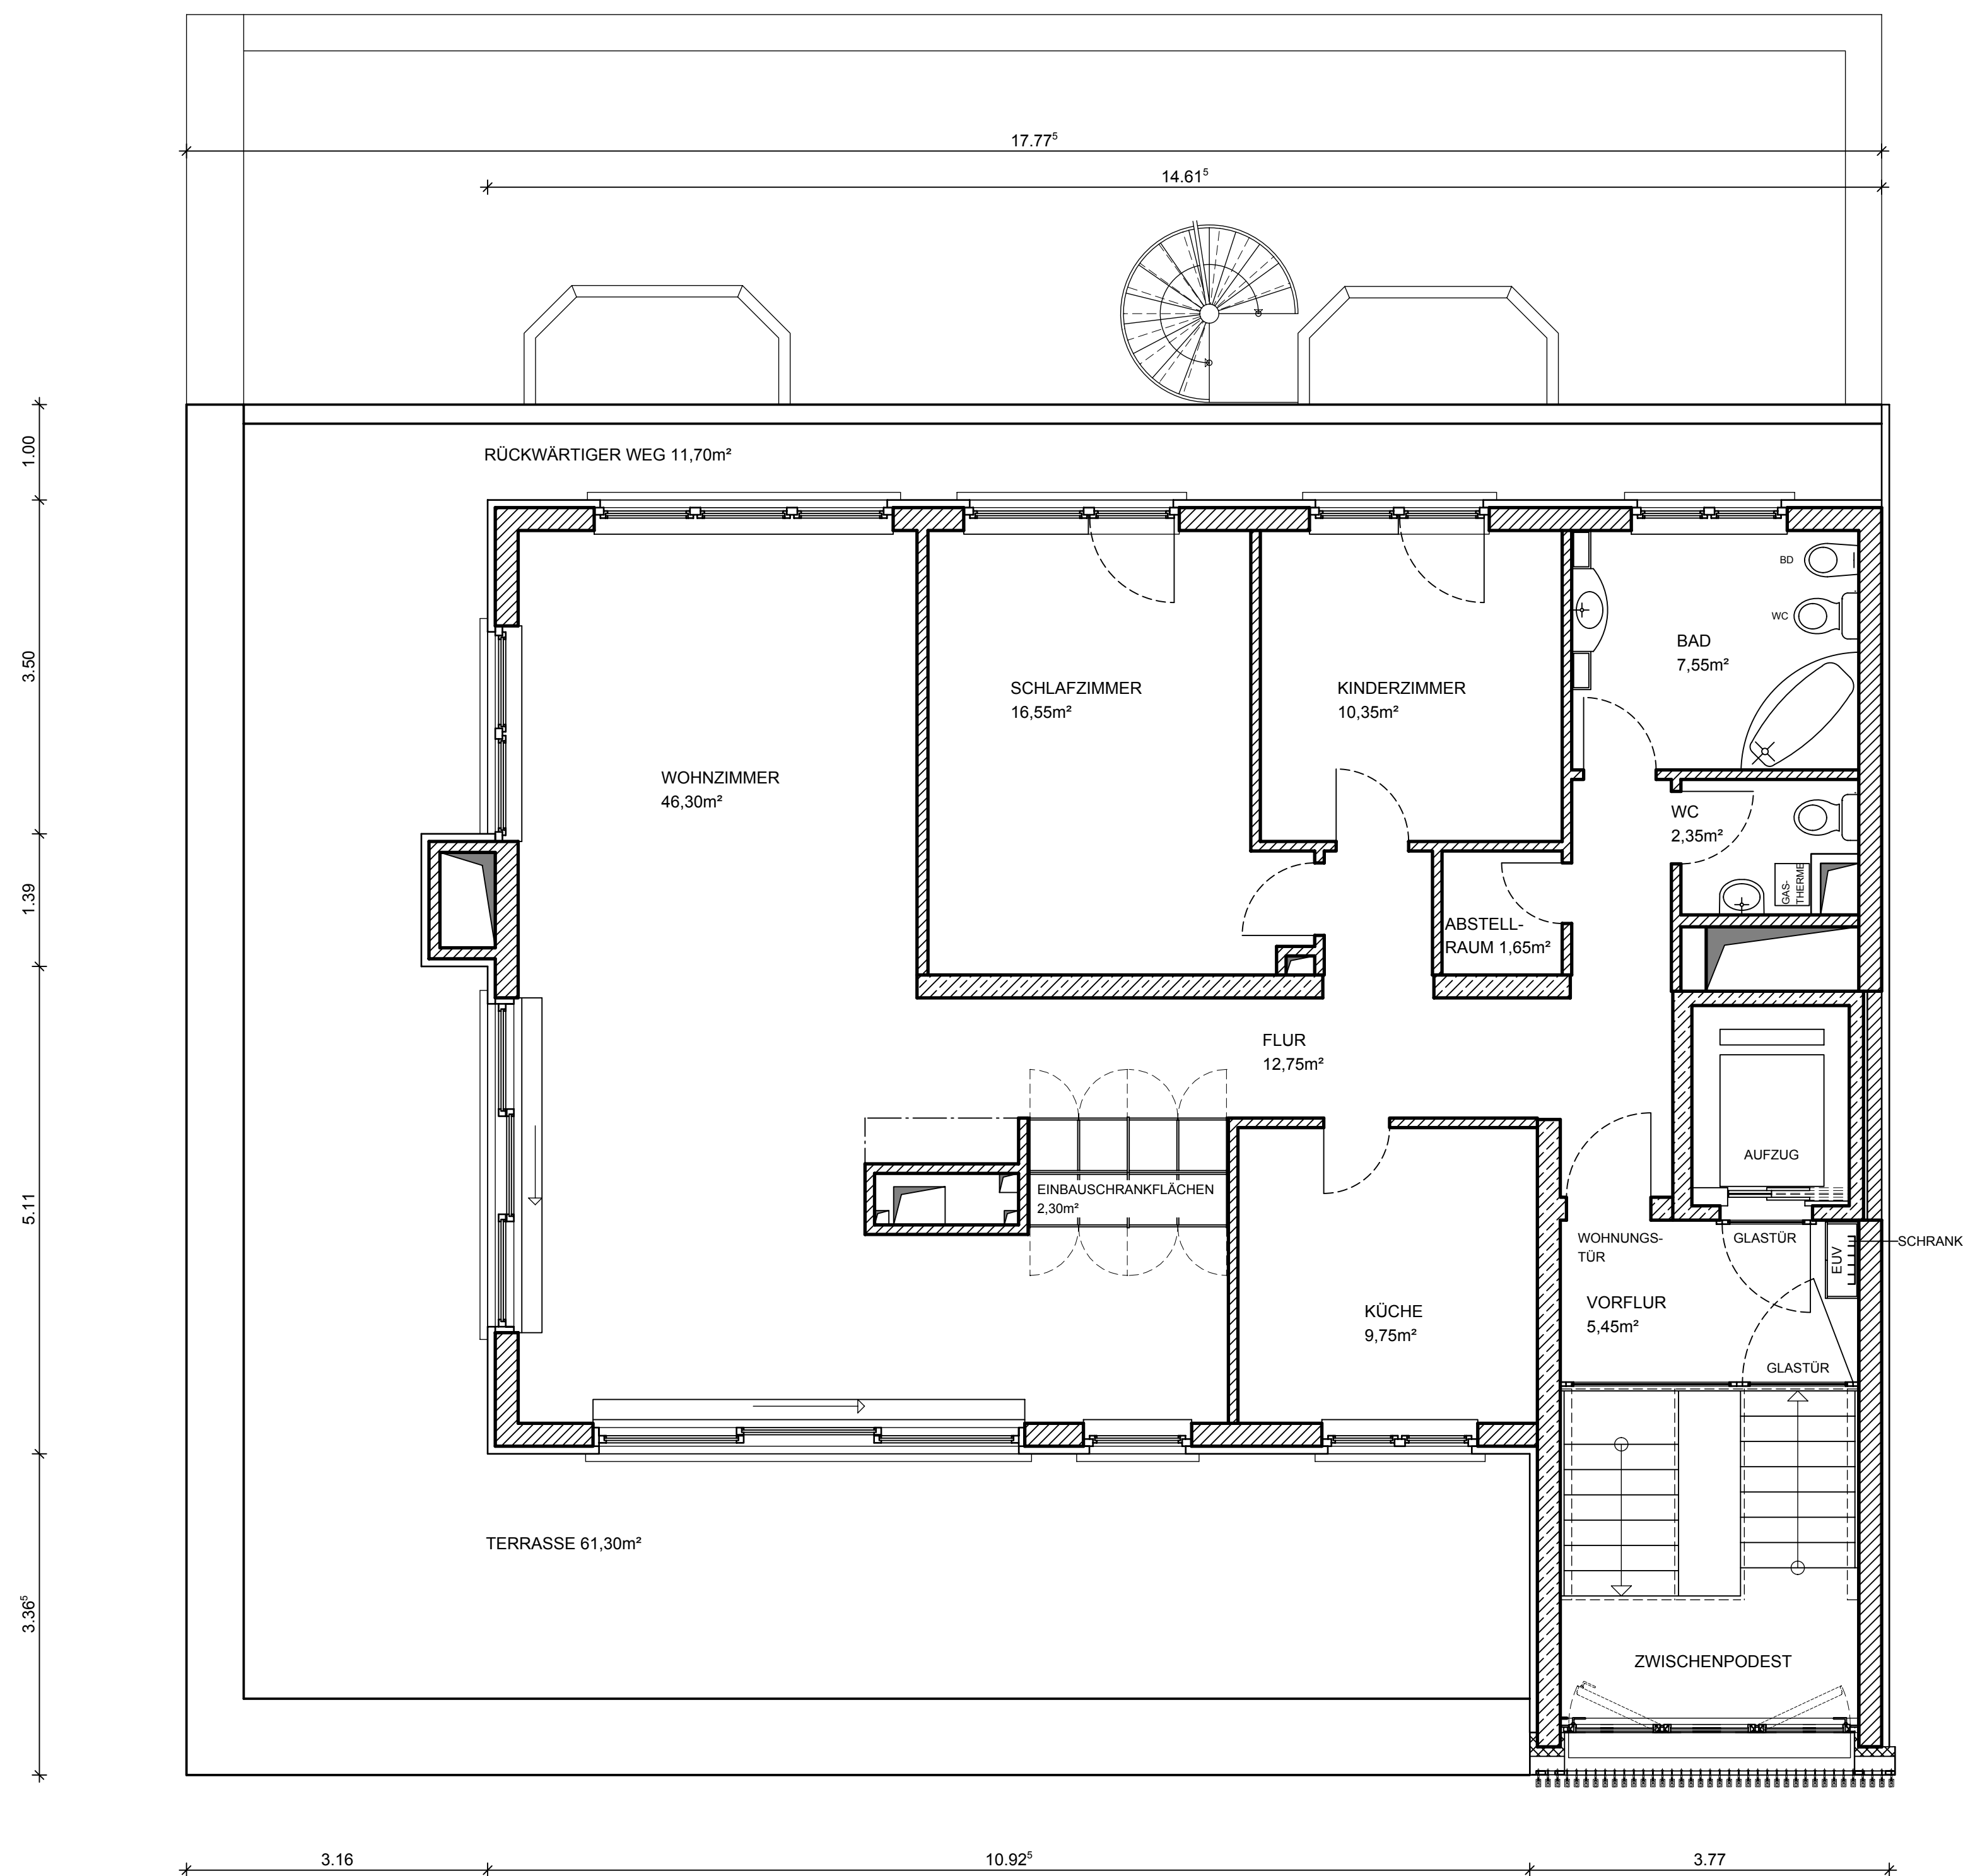 17.77⁵
14.61⁵
1.00
RÜCKWÄRTIGER WEG 11,70m²
BD
WC
BAD
7,55m²
3.50
SCHLAFZIMMER
16,55m²
KINDERZIMMER
10,35m²
WOHNZIMMER
46,30m²
WC
2,35m²
GAS-
THERME
1.39
ABSTELL-
RAUM 1,65m²
FLUR
12,75m²
AUFZUG
EINBAUSCHRANKFLÄCHEN
2,30m²
5.11
WOHNUNGS-
TÜR
GLASTÜR
EUV
SCHRANK
VORFLUR
5,45m²
KÜCHE
9,75m²
GLASTÜR
TERRASSE 61,30m²
3.36⁵
ZWISCHENPODEST
3.16
10.92⁵
3.77